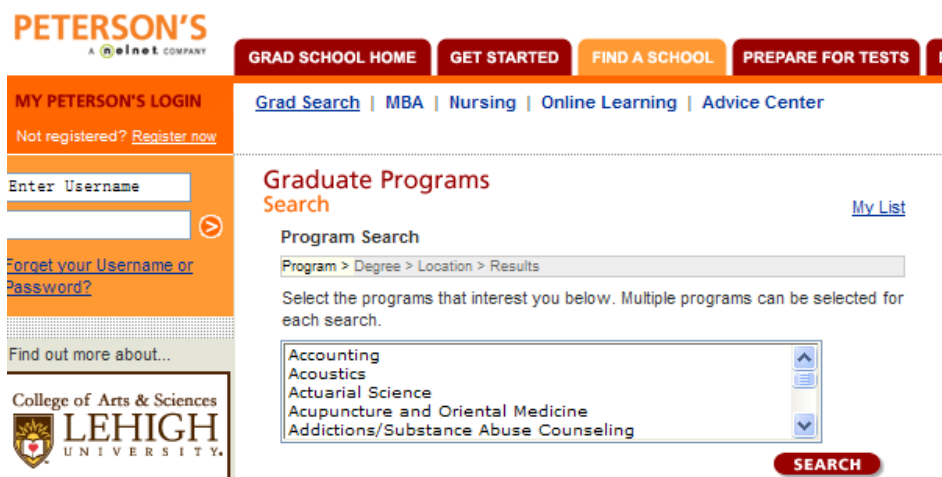 PETERSON'S
A nelnet COMPANY
GRAD SCHOOL HOME
GET STARTED
FIND A SCHOOL
PREPARE FOR TESTS
MY PETERSON'S LOGIN
Not registered? Register now
Grad Search | MBA | Nursing | Online Learning | Advice Center
Enter Username
Forget your Username or
Password?
Find out more about...
College of Arts & Sciences
LEHIGH
UNIVERSITY.
Graduate Programs
Search
My List
Program Search
Program > Degree > Location > Results
Select the programs that interest you below. Multiple programs can be selected for
each search.
Accounting
Acoustics
Actuarial Science
Acupuncture and Oriental Medicine
Addictions/Substance Abuse Counseling
SEARCH